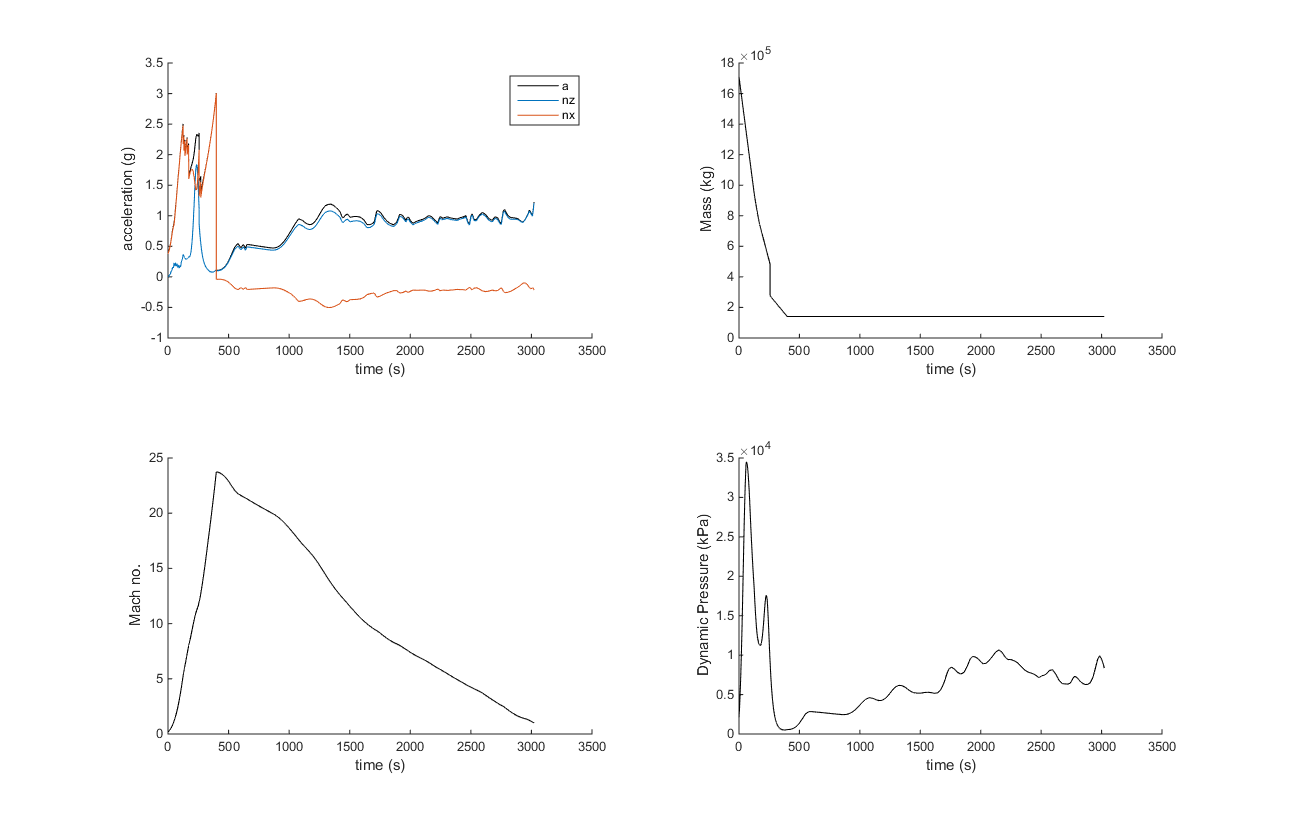 3.5
3
2.5
2
1.5
1
0.5
0
-0.5
-1
acceleration (g)
0 500 1000 1500 2000 2500 3000 3500
time (s)
a
nz
nx
×10^5
18
16
14
12
10
8
6
4
2
0
Mass (kg)
0 500 1000 1500 2000 2500 3000 3500
time (s)
25
20
15
10
5
0
Mach no.
0 500 1000 1500 2000 2500 3000 3500
time (s)
×10^4
3.5
3
2.5
2
1.5
1
0.5
0
Dynamic Pressure (kPa)
0 500 1000 1500 2000 2500 3000 3500
time (s)